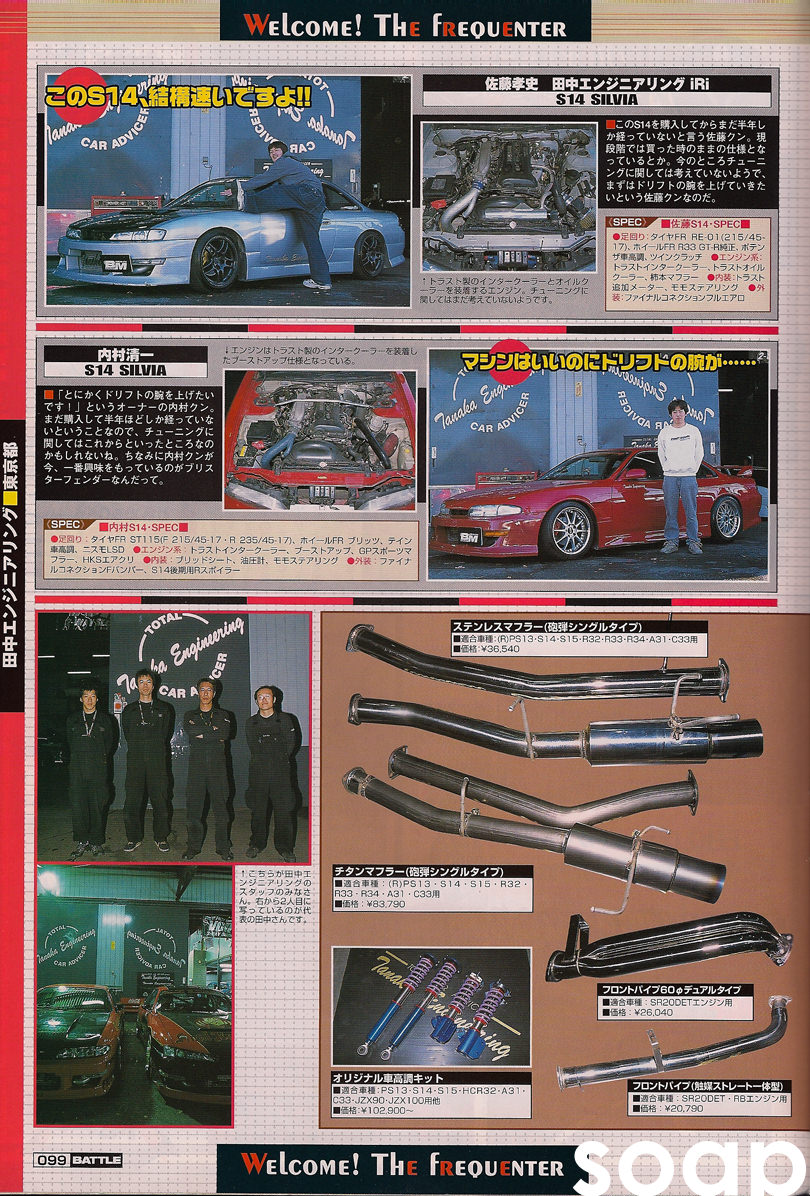 WELCOME! THE FREQUENTER
このS14、結構速いですよ!!
TOTAL
Tanaka Engineering
CAR ADVICER
BM
佐藤孝史 田中エンジニアリング iRi
S14 SILVIA
■このS14を購入してからまだ半年し
か経っていないと言う佐藤クン。現
段階では買った時のままの仕様とな
っているとか。今のところチューニ
ングに関しては考えていないようで、
まずはドリフトの腕を上げていきた
いという佐藤クンなのだ。
SPEC ■佐藤S14・SPEC■
●足回り：タイヤFR RE-01(215/45-
17)、ホイールFR R33 GT-R純正、ポテン
ザ車高調、ツインクラッチ ●エンジン系：
トラストインタークーラー、トラストオイル
クーラー、柿本マフラー ●内装：トラスト
追加メーター、モモステアリング ●外
装：ファイナルコネクションフルエアロ
↑トラスト製のインタークーラーとオイルク
ーラーを装着するエンジン。チューニングに
関してはまだ考えていないようです。
内村清一
S14 SILVIA
■「とにかくドリフトの腕を上げたい
です！」というオーナーの内村クン。
まだ購入して半年ほどしか経っていな
いということなので、チューニングに
関してはこれからといったところなの
かもしれないね。ちなみに内村クンが
今、一番興味をもっているのがブリス
ターフェンダーなんだって。
↓エンジンはトラスト製のインタークーラーを装着し
たブーストアップ仕様となっている。
マシンはいいのにドリフトの腕が……
Tanaka Engineering
CAR ADVICER
SPEC ■内村S14・SPEC■
●足回り：タイヤFR ST115(F 215/45-17・R 235/45-17)、ホイールFR ブリッツ、テイン
車高調、ニスモLSD ●エンジン系：トラストインタークーラー、ブーストアップ、GPスポーツマ
フラー、HKSエアクリ ●内装：ブリッドシート、油圧計、モモステアリング ●外装：ファイナ
ルコネクションFバンパー、S14後期用Rスポイラー
田中エンジニアリング■東京都
TOTAL
Tanaka Engineering
CAR ADVICER
↑こちらが田中エ
ンジニアリングの
スタッフのみなさ
ん。右から2人目に
写っているのが代
表の田中さんです。
TOTAL
Tanaka Engineering
CAR ADVICER
ステンレスマフラー(砲弾シングルタイプ)
■適合車種：(R)PS13・S14・S15・R32・R33・R34・A31・C33用
■価格：¥36,540
チタンマフラー(砲弾シングルタイプ)
■適合車種：(R)PS13・S14・S15・R32・
R33・R34・A31・C33用
■価格：¥83,790
フロントパイプ60φデュアルタイプ
■適合車種：SR20DETエンジン用
■価格：¥26,040
Tanaka Engineering
オリジナル車高調キット
■適合車種：PS13・S14・S15・HCR32・A31・
C33・JZX90・JZX100用他
■価格：¥102,900〜
フロントパイプ(触媒ストレート一体型)
■適合車種：SR20DET・RBエンジン用
■価格：¥20,790
099 BATTLE
WELCOME! THE FREQUENTER
soap